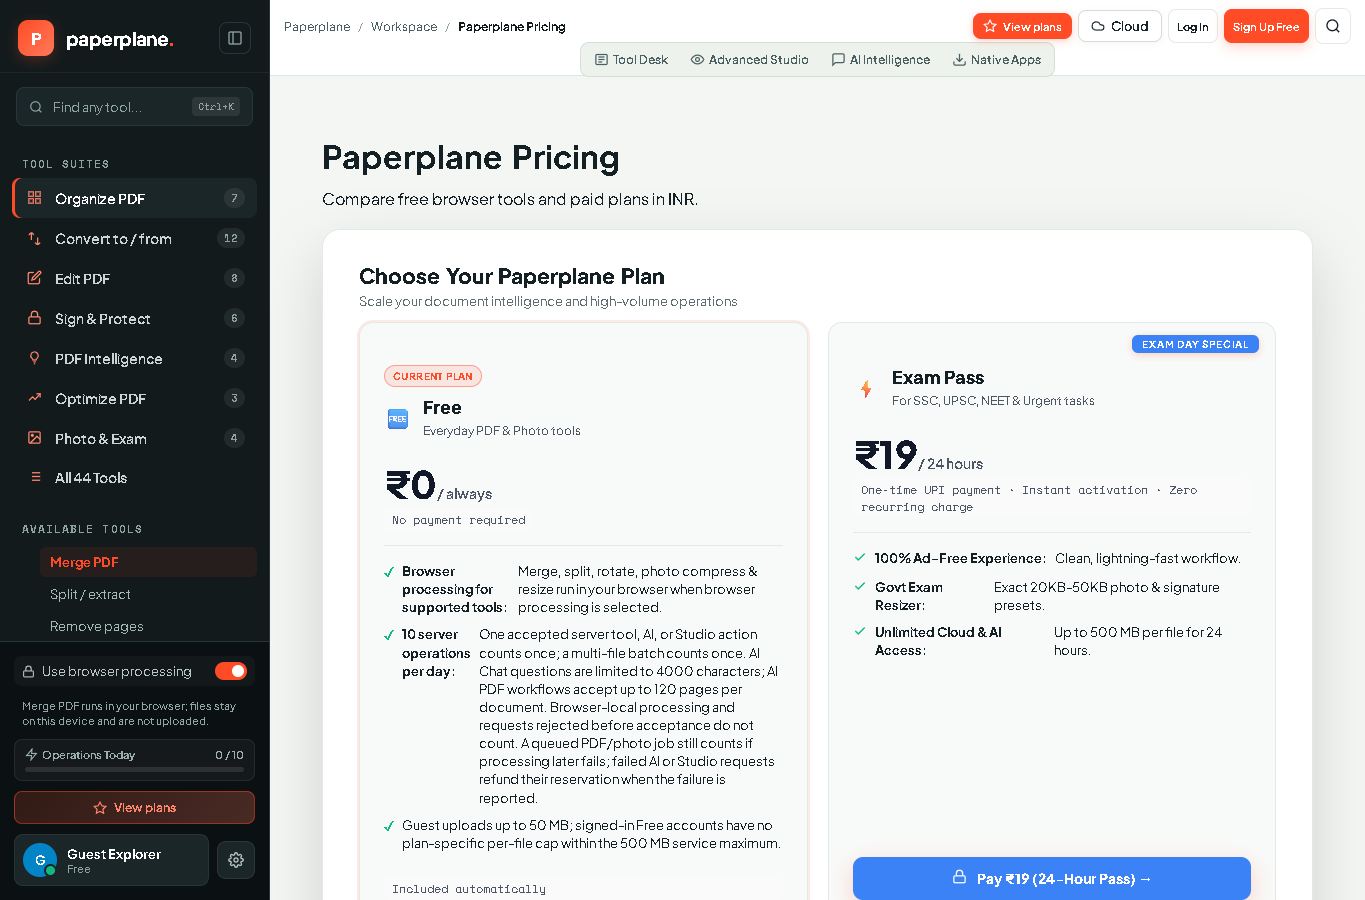 P
paperplane.
Find any tool...
Ctrl+K
TOOL SUITES
Organize PDF 7
Convert to / from 12
Edit PDF 8
Sign & Protect 6
PDF Intelligence 4
Optimize PDF 3
Photo & Exam 4
All 44 Tools
AVAILABLE TOOLS
Merge PDF
Split / extract
Remove pages
Use browser processing
Merge PDF runs in your browser; files stay
on this device and are not uploaded.
Operations Today 0 / 10
View plans
G
Guest Explorer
Free
Paperplane / Workspace / Paperplane Pricing
View plans
Cloud
Log In
Sign Up Free
Tool Desk
Advanced Studio
AI Intelligence
Native Apps
Paperplane Pricing
Compare free browser tools and paid plans in INR.
Choose Your Paperplane Plan
Scale your document intelligence and high-volume operations
CURRENT PLAN
FREE
Free
Everyday PDF & Photo tools
₹0 / always
No payment required
✓ Browser
processing for
supported tools:
Merge, split, rotate, photo compress &
resize run in your browser when browser
processing is selected.
✓ 10 server
operations
per day:
One accepted server tool, AI, or Studio action
counts once; a multi-file batch counts once. AI
Chat questions are limited to 4000 characters; AI
PDF workflows accept up to 120 pages per
document. Browser-local processing and
requests rejected before acceptance do not
count. A queued PDF/photo job still counts if
processing later fails; failed AI or Studio requests
refund their reservation when the failure is
reported.
✓ Guest uploads up to 50 MB; signed-in Free accounts have no
plan-specific per-file cap within the 500 MB service maximum.
Included automatically
EXAM DAY SPECIAL
Exam Pass
For SSC, UPSC, NEET & Urgent tasks
₹19 / 24 hours
One-time UPI payment · Instant activation · Zero
recurring charge
✓ 100% Ad-Free Experience: Clean, lightning-fast workflow.
✓ Govt Exam
Resizer:
Exact 20KB-50KB photo & signature
presets.
✓ Unlimited Cloud & AI
Access:
Up to 500 MB per file for 24
hours.
Pay ₹19 (24-Hour Pass) →